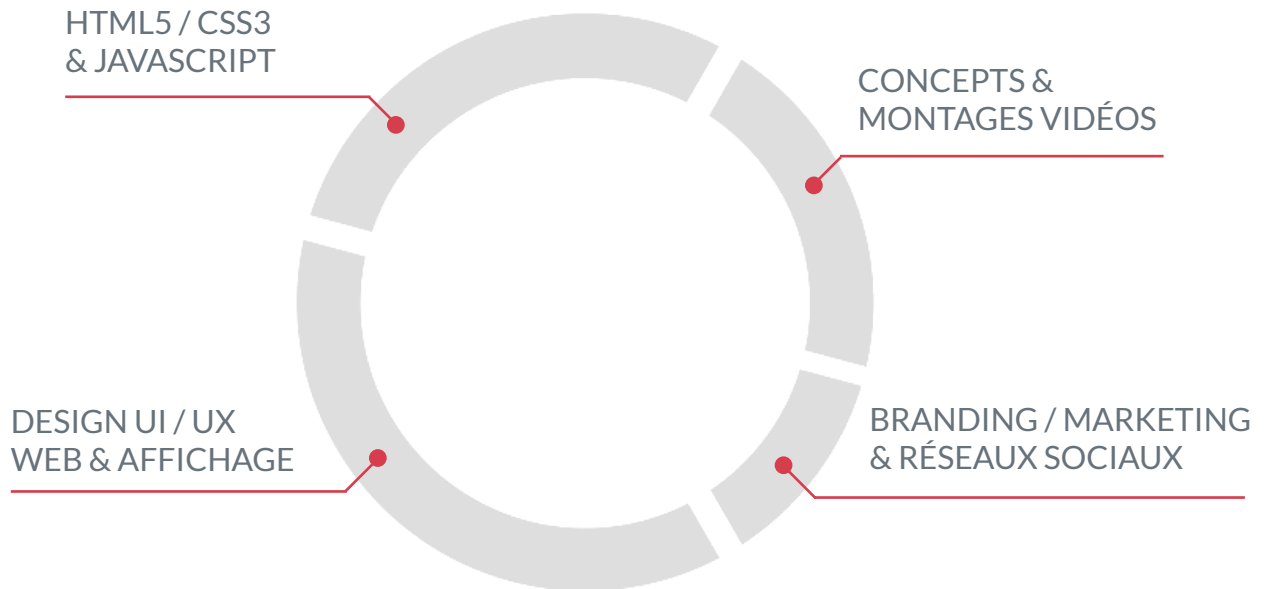 HTML5 / CSS3
& JAVASCRIPT
CONCEPTS &
MONTAGES VIDÉOS
DESIGN UI / UX
WEB & AFFICHAGE
BRANDING / MARKETING
& RÉSEAUX SOCIAUX